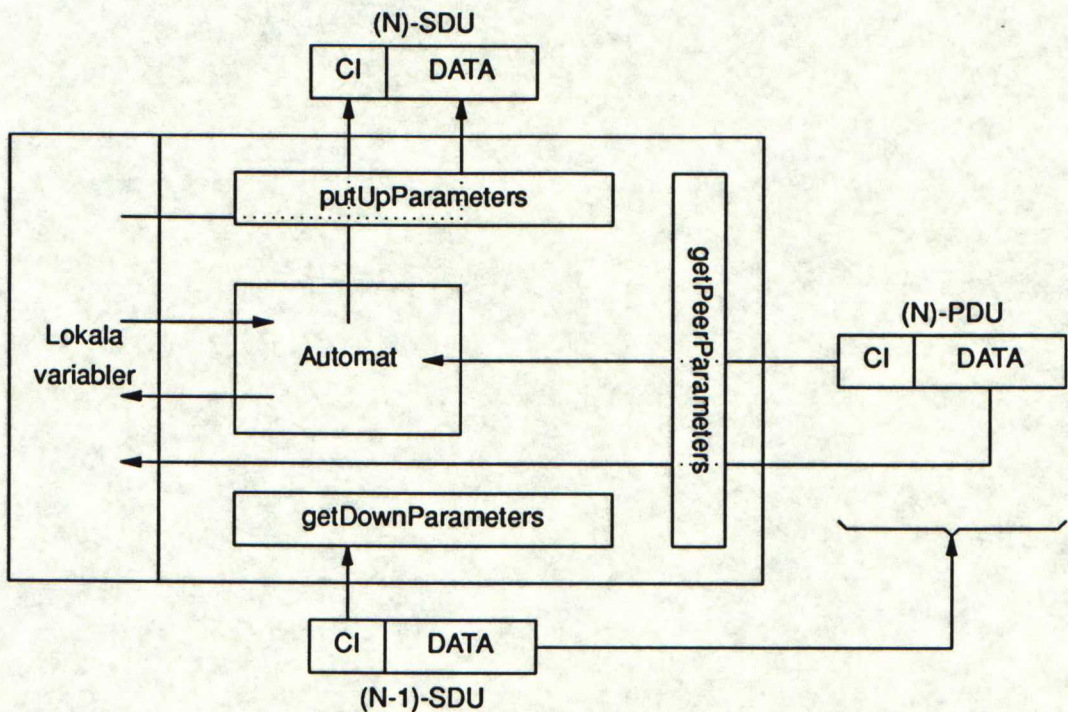 (N)-SDU
CI DATA
putUpParameters
getPeerParameters
Lokala
variabler
Automat
(N)-PDU
CI DATA
getDownParameters
CI DATA
(N-1)-SDU